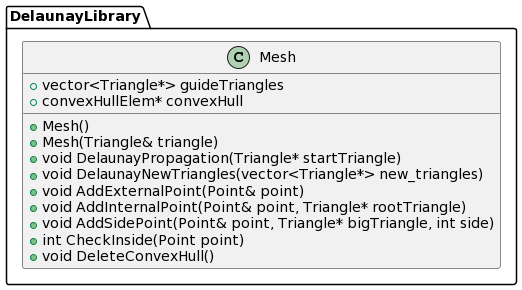 DelaunayLibrary
C Mesh
vector<Triangle*> guideTriangles
convexHullElem* convexHull
Mesh()
Mesh(Triangle& triangle)
void DelaunayPropagation(Triangle* startTriangle)
void DelaunayNewTriangles(vector<Triangle*> new_triangles)
void AddExternalPoint(Point& point)
void AddInternalPoint(Point& point, Triangle* rootTriangle)
void AddSidePoint(Point& point, Triangle* bigTriangle, int side)
int CheckInside(Point point)
void DeleteConvexHull()